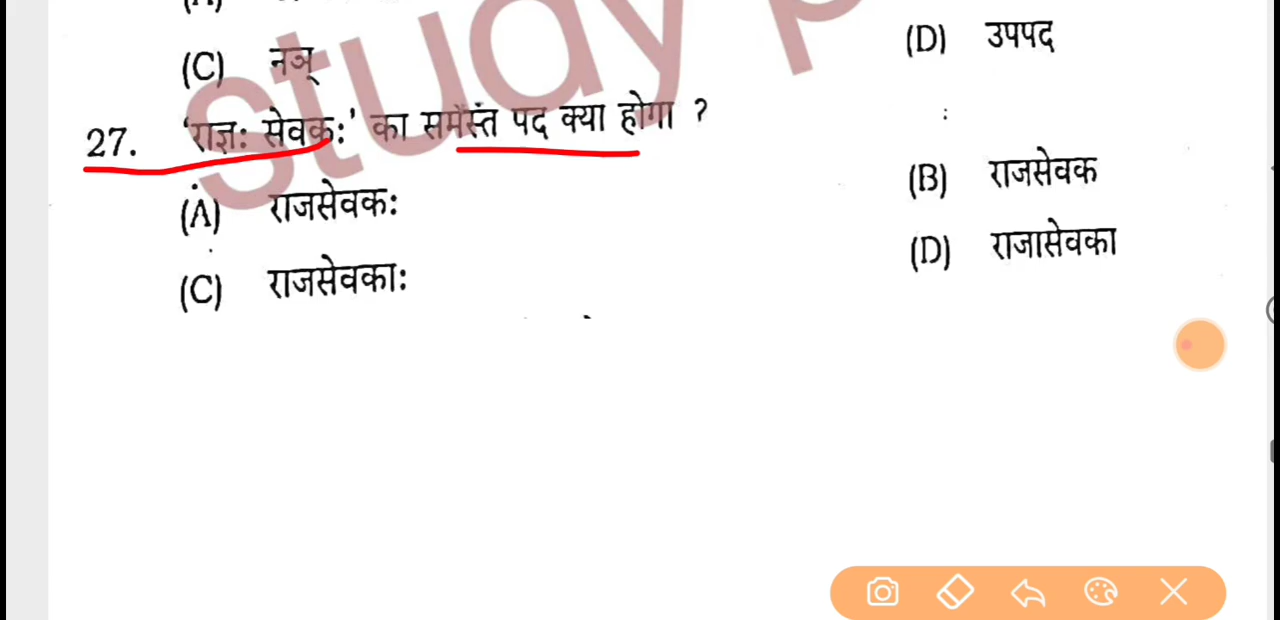 (C) नञ्
(D) उपपद
27. 'राज्ञः सेवकः' का समस्तं पद क्या होगा ?
(A) राजसेवकः
(B) राजसेवक
(C) राजसेवकाः
(D) राजासेवका
study p